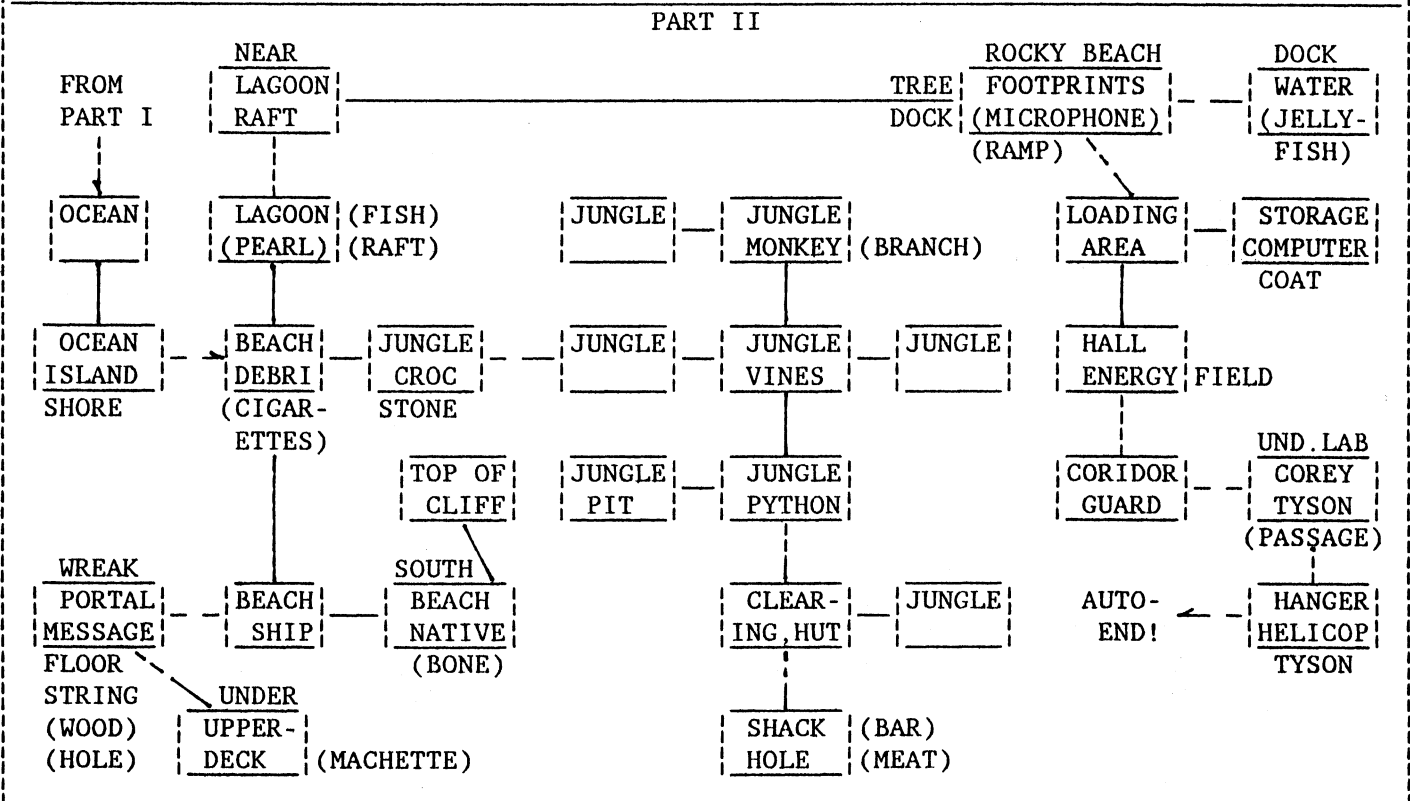 PART II
NEAR ROCKY BEACH DOCK
FROM LAGOON TREE FOOTPRINTS WATER
PART I RAFT DOCK (MICROPHONE) (JELLY-
(RAMP) FISH)
OCEAN LAGOON (FISH) JUNGLE JUNGLE LOADING STORAGE
(PEARL) (RAFT) MONKEY (BRANCH) AREA COMPUTER
COAT
OCEAN BEACH JUNGLE JUNGLE JUNGLE JUNGLE HALL
ISLAND DEBRI CROC VINES ENERGY FIELD
SHORE (CIGAR- STONE
ETTES) UND.LAB
TOP OF JUNGLE JUNGLE CORIDOR COREY
CLIFF PIT PYTHON GUARD TYSON
(PASSAGE)
WREAK SOUTH
PORTAL BEACH BEACH CLEAR- JUNGLE AUTO- HANGER
MESSAGE SHIP NATIVE ING,HUT END! HELICOP
FLOOR (BONE) TYSON
STRING UNDER
(WOOD) UPPER- SHACK (BAR)
(HOLE) DECK (MACHETTE) HOLE (MEAT)